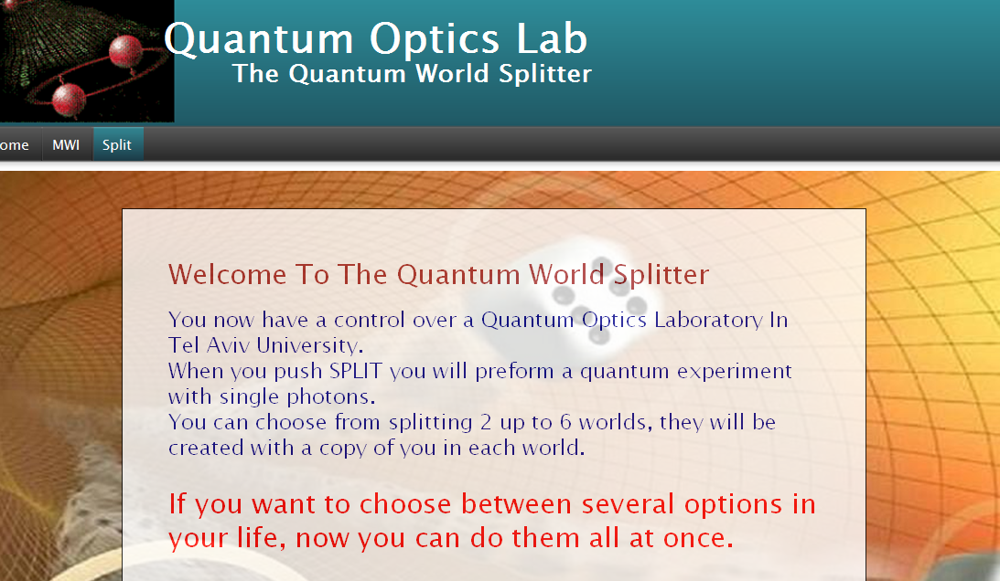 Quantum Optics Lab
The Quantum World Splitter
ome MWI Split
Welcome To The Quantum World Splitter
You now have a control over a Quantum Optics Laboratory In
Tel Aviv University.
When you push SPLIT you will preform a quantum experiment
with single photons.
You can choose from splitting 2 up to 6 worlds, they will be
created with a copy of you in each world.
If you want to choose between several options in
your life, now you can do them all at once.